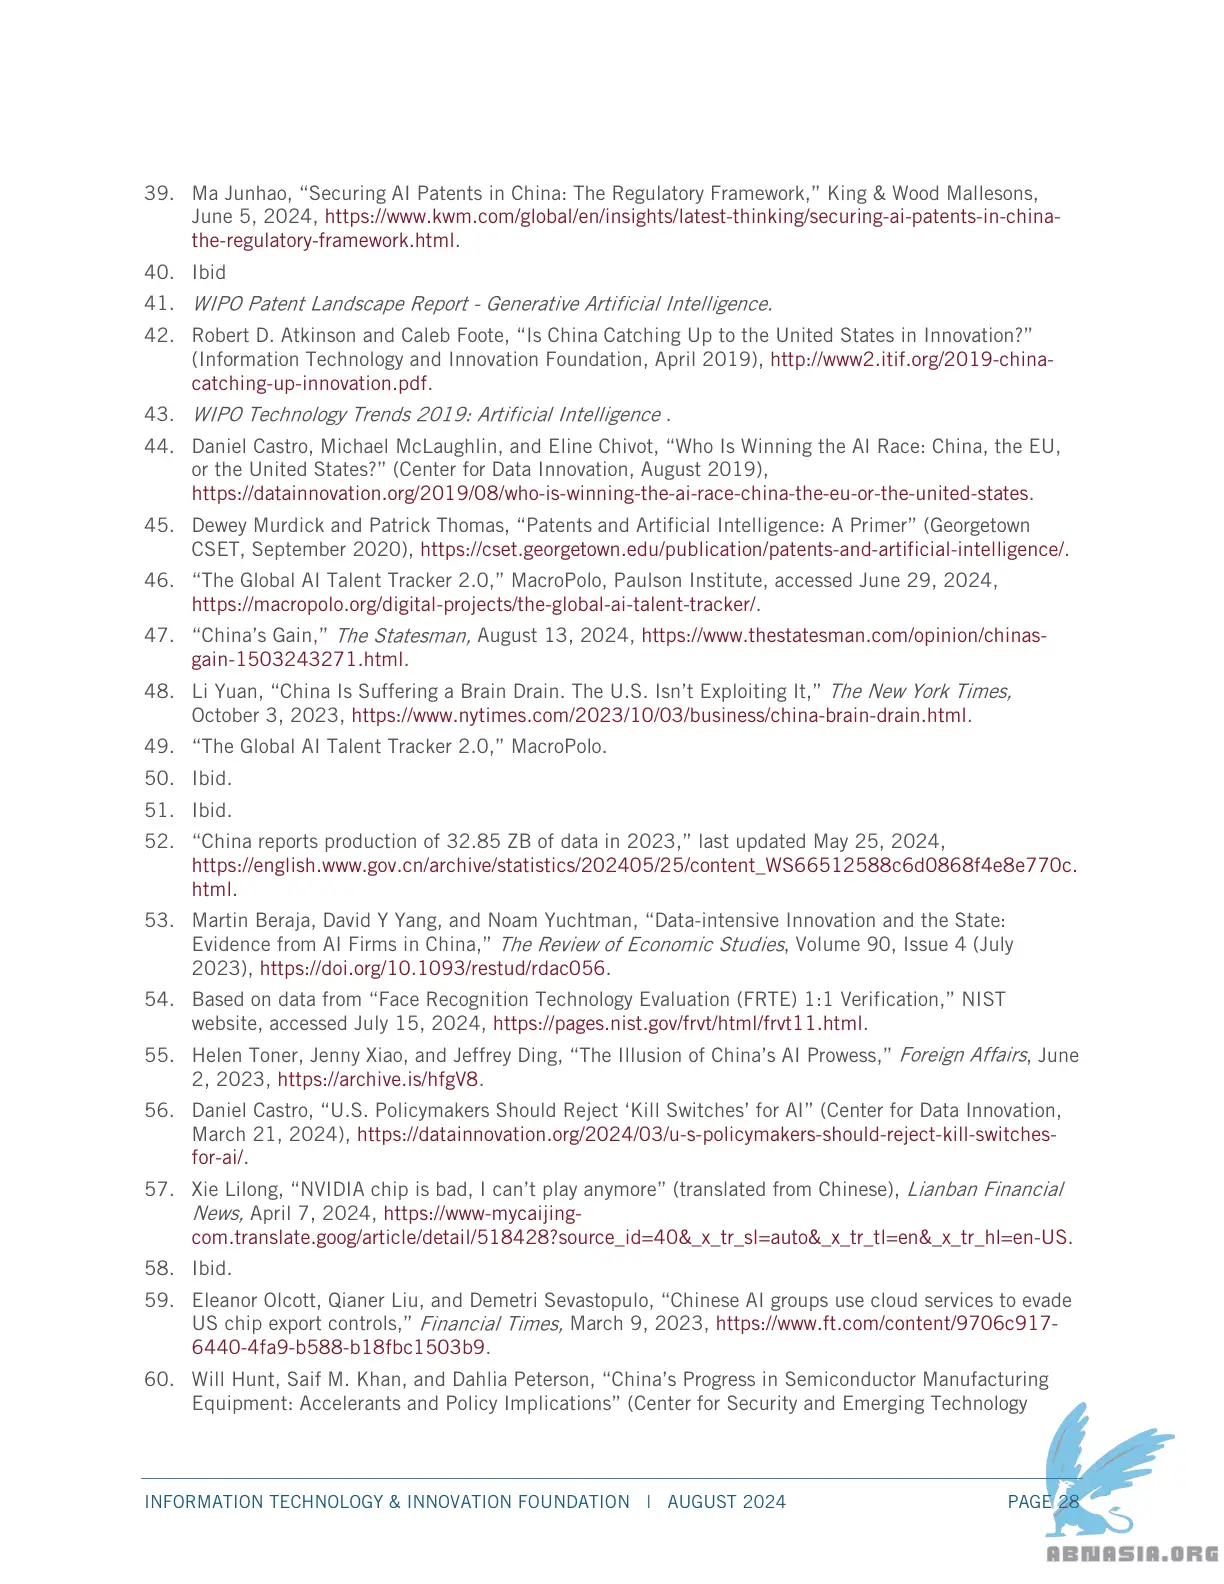 39. Ma Junhao, “Securing AI Patents in China: The Regulatory Framework,” King & Wood Mallesons,
June 5, 2024, https://www.kwm.com/global/en/insights/latest-thinking/securing-ai-patents-in-china-
the-regulatory-framework.html.
40. Ibid
41. WIPO Patent Landscape Report - Generative Artificial Intelligence.
42. Robert D. Atkinson and Caleb Foote, “Is China Catching Up to the United States in Innovation?”
(Information Technology and Innovation Foundation, April 2019), http://www2.itif.org/2019-china-
catching-up-innovation.pdf.
43. WIPO Technology Trends 2019: Artificial Intelligence .
44. Daniel Castro, Michael McLaughlin, and Eline Chivot, “Who Is Winning the AI Race: China, the EU,
or the United States?” (Center for Data Innovation, August 2019),
https://datainnovation.org/2019/08/who-is-winning-the-ai-race-china-the-eu-or-the-united-states.
45. Dewey Murdick and Patrick Thomas, “Patents and Artificial Intelligence: A Primer” (Georgetown
CSET, September 2020), https://cset.georgetown.edu/publication/patents-and-artificial-intelligence/.
46. “The Global AI Talent Tracker 2.0,” MacroPolo, Paulson Institute, accessed June 29, 2024,
https://macropolo.org/digital-projects/the-global-ai-talent-tracker/.
47. “China’s Gain,” The Statesman, August 13, 2024, https://www.thestatesman.com/opinion/chinas-
gain-1503243271.html.
48. Li Yuan, “China Is Suffering a Brain Drain. The U.S. Isn’t Exploiting It,” The New York Times,
October 3, 2023, https://www.nytimes.com/2023/10/03/business/china-brain-drain.html.
49. “The Global AI Talent Tracker 2.0,” MacroPolo.
50. Ibid.
51. Ibid.
52. “China reports production of 32.85 ZB of data in 2023,” last updated May 25, 2024,
https://english.www.gov.cn/archive/statistics/202405/25/content_WS66512588c6d0868f4e8e770c.
html.
53. Martin Beraja, David Y Yang, and Noam Yuchtman, “Data-intensive Innovation and the State:
Evidence from AI Firms in China,” The Review of Economic Studies, Volume 90, Issue 4 (July
2023), https://doi.org/10.1093/restud/rdac056.
54. Based on data from “Face Recognition Technology Evaluation (FRTE) 1:1 Verification,” NIST
website, accessed July 15, 2024, https://pages.nist.gov/frvt/html/frvt11.html.
55. Helen Toner, Jenny Xiao, and Jeffrey Ding, “The Illusion of China’s AI Prowess,” Foreign Affairs, June
2, 2023, https://archive.is/hfgV8.
56. Daniel Castro, “U.S. Policymakers Should Reject ‘Kill Switches’ for AI” (Center for Data Innovation,
March 21, 2024), https://datainnovation.org/2024/03/u-s-policymakers-should-reject-kill-switches-
for-ai/.
57. Xie Lilong, “NVIDIA chip is bad, I can’t play anymore” (translated from Chinese), Lianban Financial
News, April 7, 2024, https://www-mycaijing-
com.translate.goog/article/detail/518428?source_id=40&_x_tr_sl=auto&_x_tr_tl=en&_x_tr_hl=en-US.
58. Ibid.
59. Eleanor Olcott, Qianer Liu, and Demetri Sevastopulo, “Chinese AI groups use cloud services to evade
US chip export controls,” Financial Times, March 9, 2023, https://www.ft.com/content/9706c917-
6440-4fa9-b588-b18fbc1503b9.
60. Will Hunt, Saif M. Khan, and Dahlia Peterson, “China’s Progress in Semiconductor Manufacturing
Equipment: Accelerants and Policy Implications” (Center for Security and Emerging Technology
INFORMATION TECHNOLOGY & INNOVATION FOUNDATION | AUGUST 2024 PAGE 28
ABNASIA.ORG